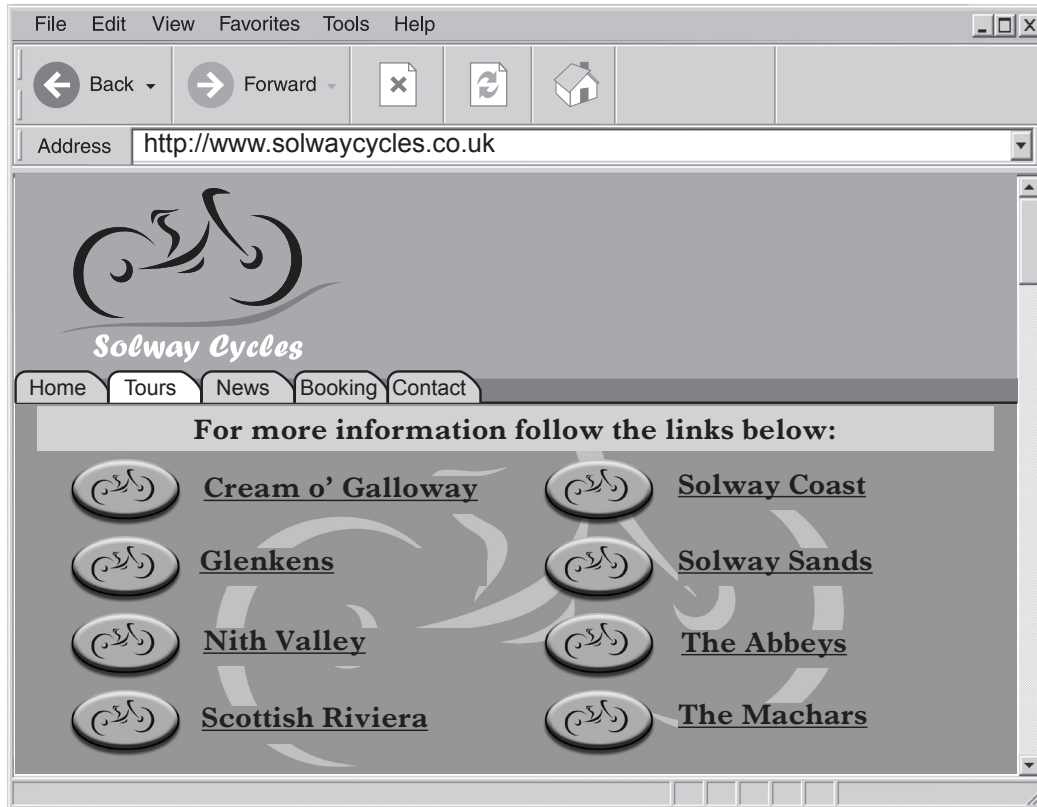 File Edit View Favorites Tools Help
Back Forward
Address http://www.solwaycycles.co.uk
Solway Cycles
Home Tours News Booking Contact
For more information follow the links below:
Cream o’ Galloway
Solway Coast
Glenkens
Solway Sands
Nith Valley
The Abbeys
Scottish Riviera
The Machars